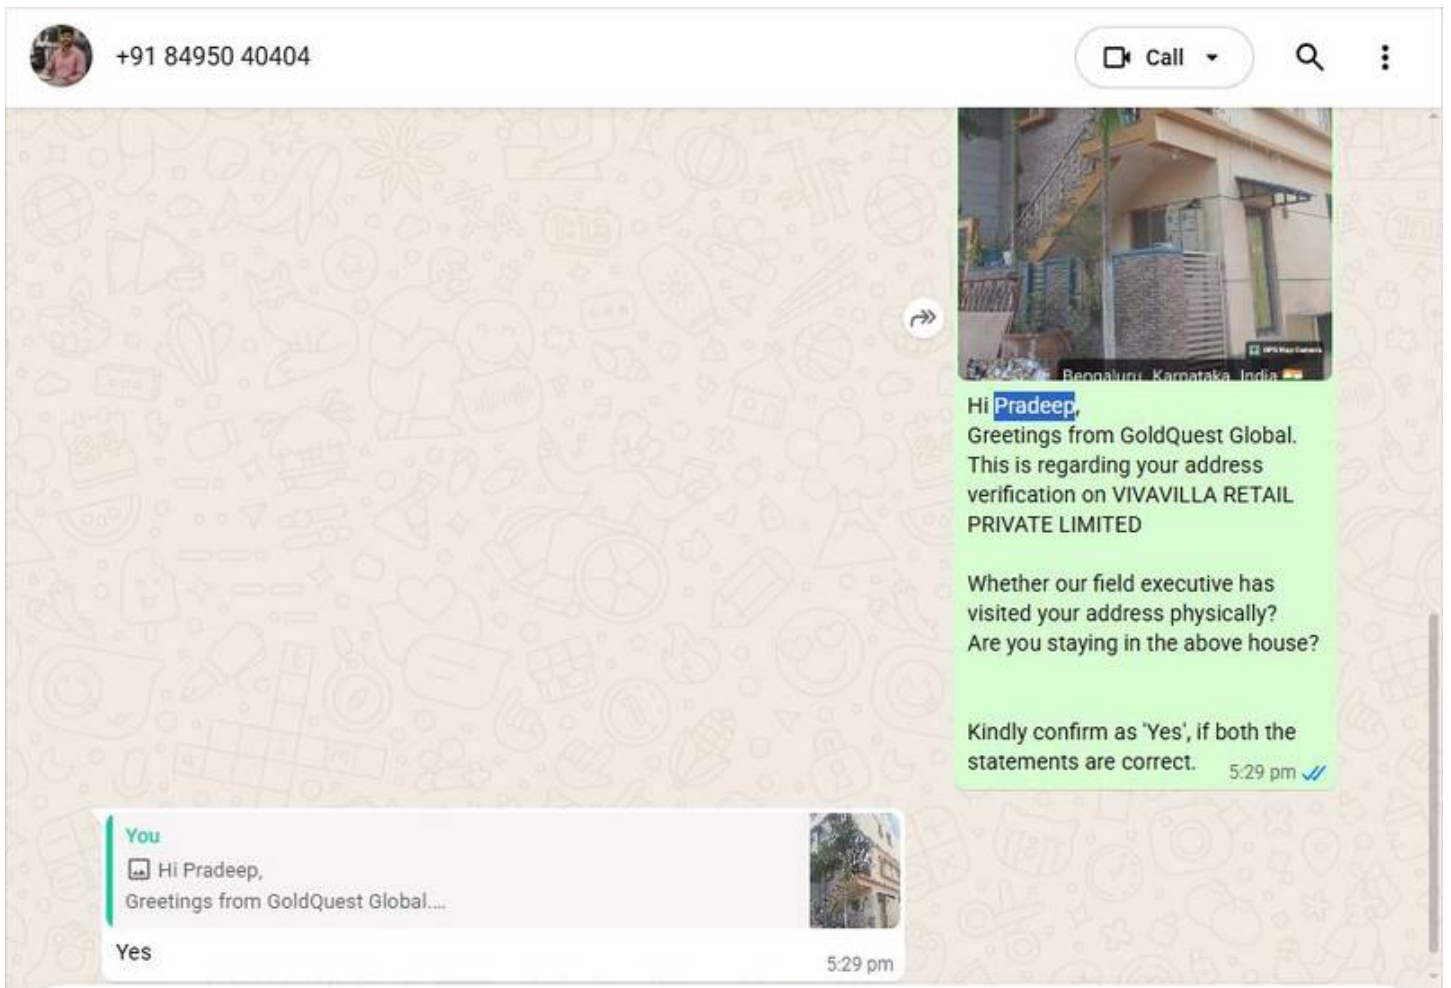 +91 84950 40404
Call
GPS Map Camera
Bengaluru, Karnataka, India
Hi Pradeep,
Greetings from GoldQuest Global.
This is regarding your address
verification on VIVAVILLA RETAIL
PRIVATE LIMITED
Whether our field executive has
visited your address physically?
Are you staying in the above house?
Kindly confirm as 'Yes', if both the
statements are correct.
5:29 pm
You
Hi Pradeep,
Greetings from GoldQuest Global....
Yes
5:29 pm